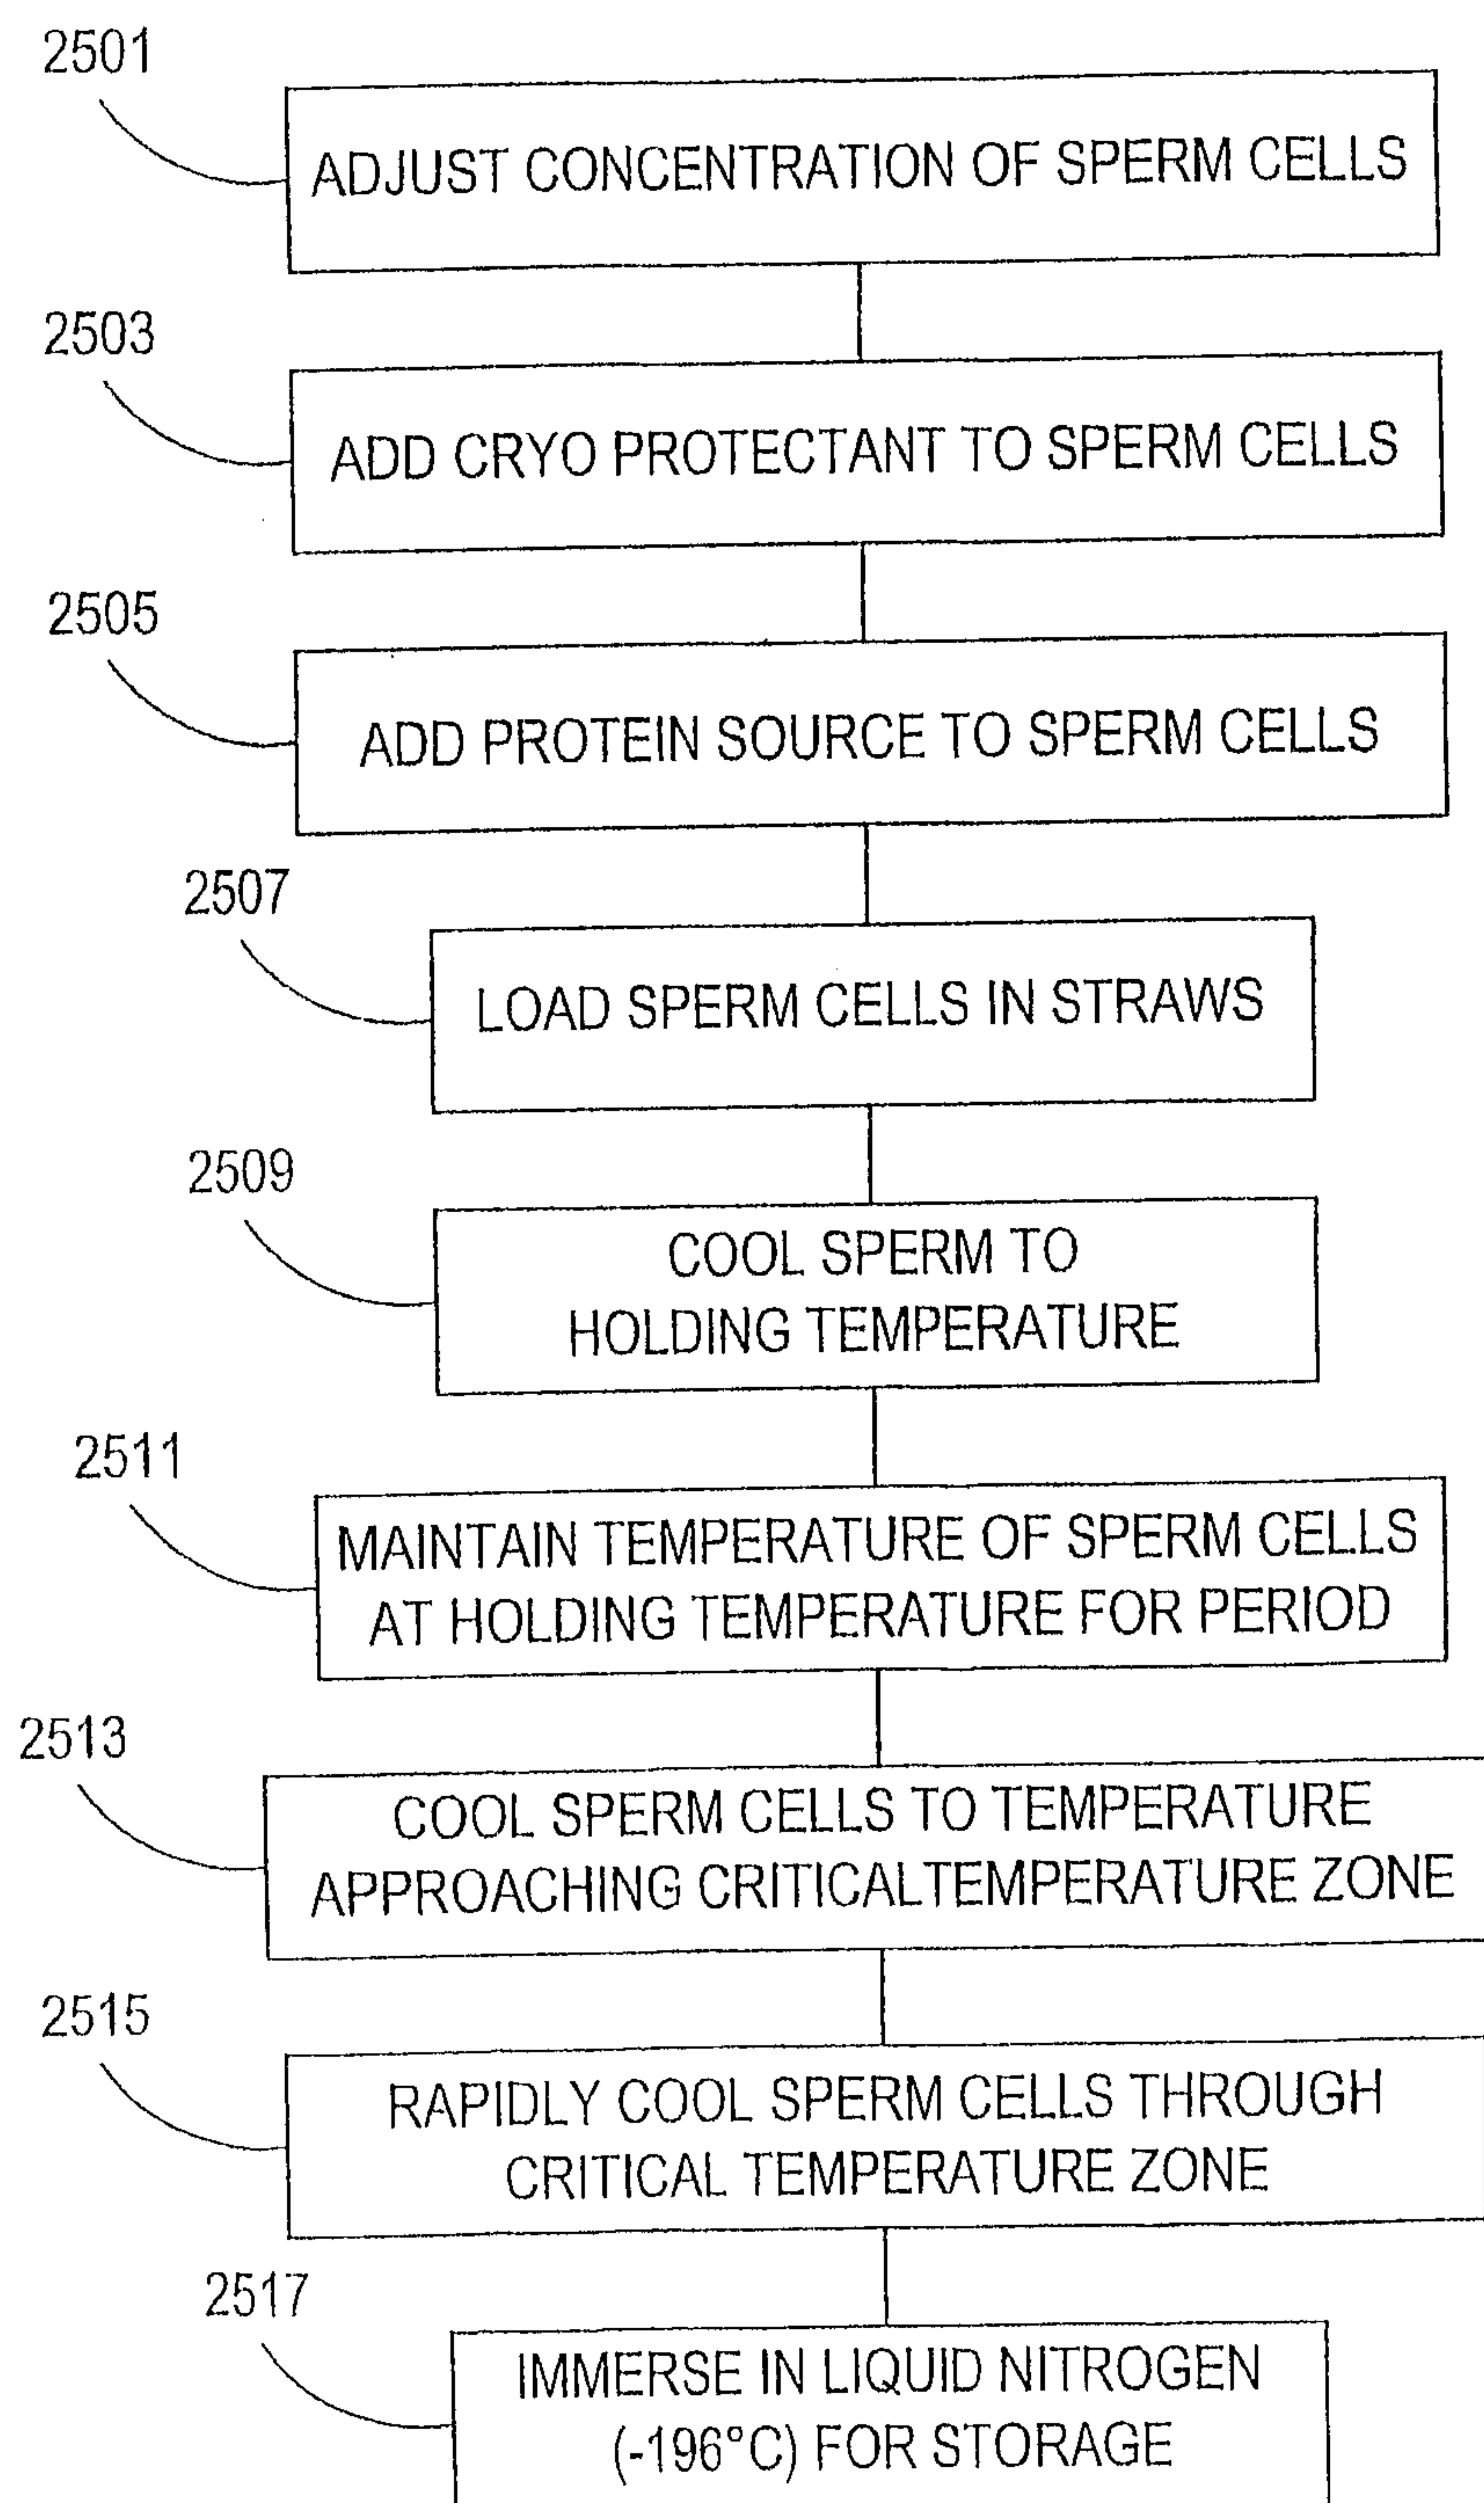 2501
ADJUST CONCENTRATION OF SPERM CELLS
2503
ADD CRYO PROTECTANT TO SPERM CELLS
2505
ADD PROTEIN SOURCE TO SPERM CELLS
2507
LOAD SPERM CELLS IN STRAWS
2509
COOL SPERM TO
HOLDING TEMPERATURE
2511
MAINTAIN TEMPERATURE OF SPERM CELLS
AT HOLDING TEMPERATURE FOR PERIOD
2513
COOL SPERM CELLS TO TEMPERATURE
APPROACHING CRITICALTEMPERATURE ZONE
2515
RAPIDLY COOL SPERM CELLS THROUGH
CRITICAL TEMPERATURE ZONE
2517
IMMERSE IN LIQUID NITROGEN
(-196°C) FOR STORAGE